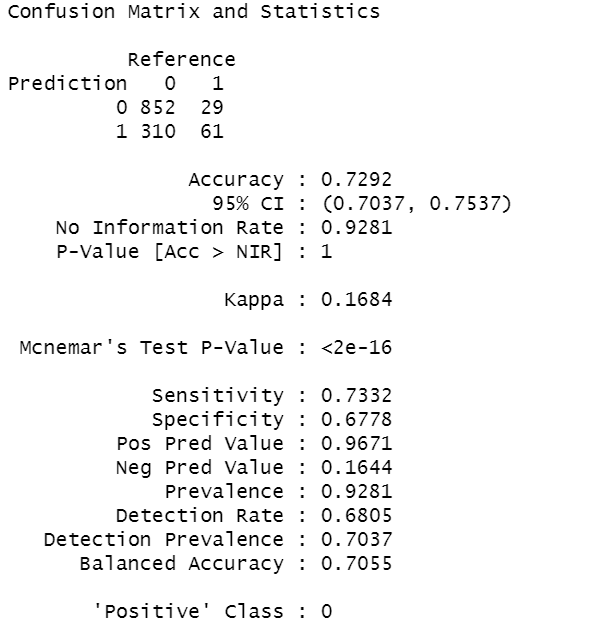 Confusion Matrix and Statistics
Reference
Prediction 0 1
0 852 29
1 310 61
Accuracy : 0.7292
95% CI : (0.7037, 0.7537)
No Information Rate : 0.9281
P-Value [Acc > NIR] : 1
Kappa : 0.1684
Mcnemar's Test P-Value : <2e-16
Sensitivity : 0.7332
Specificity : 0.6778
Pos Pred Value : 0.9671
Neg Pred Value : 0.1644
Prevalence : 0.9281
Detection Rate : 0.6805
Detection Prevalence : 0.7037
Balanced Accuracy : 0.7055
'Positive' Class : 0